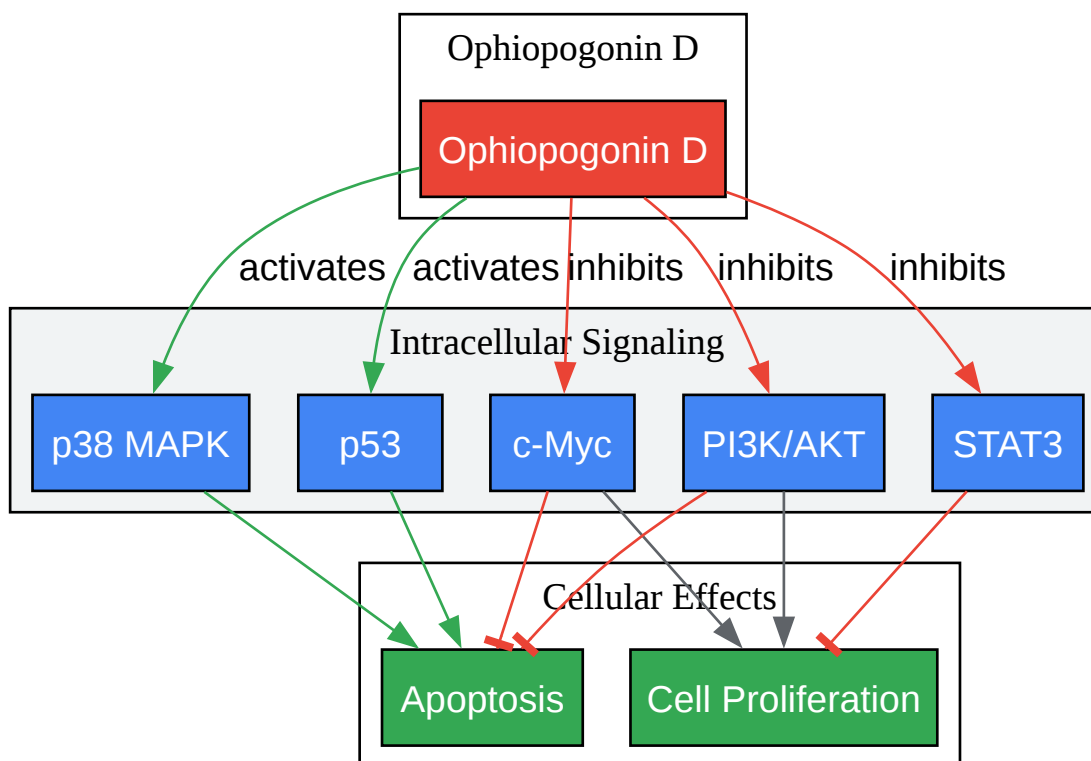 Ophiopogonin D
Ophiopogonin D
activates
activates
inhibits
inhibits
inhibits
Intracellular Signaling
p38 MAPK
p53
c-Myc
PI3K/AKT
STAT3
Cellular Effects
Apoptosis
Cell Proliferation